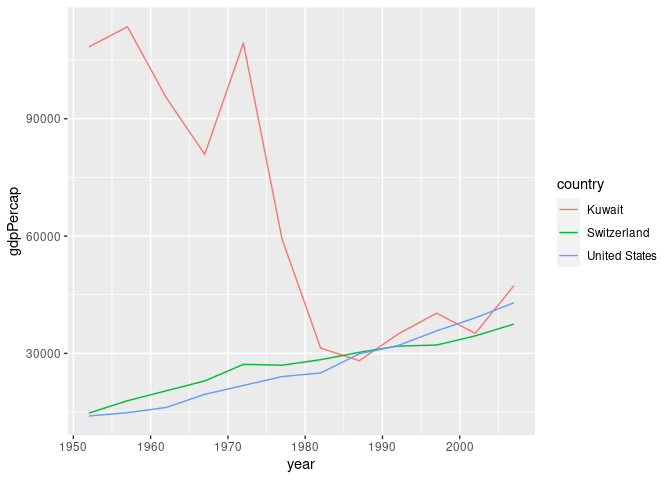 90000
60000
30000
gdpPercap
1950
1960
1970
1980
1990
2000
year
country
Kuwait
Switzerland
United States